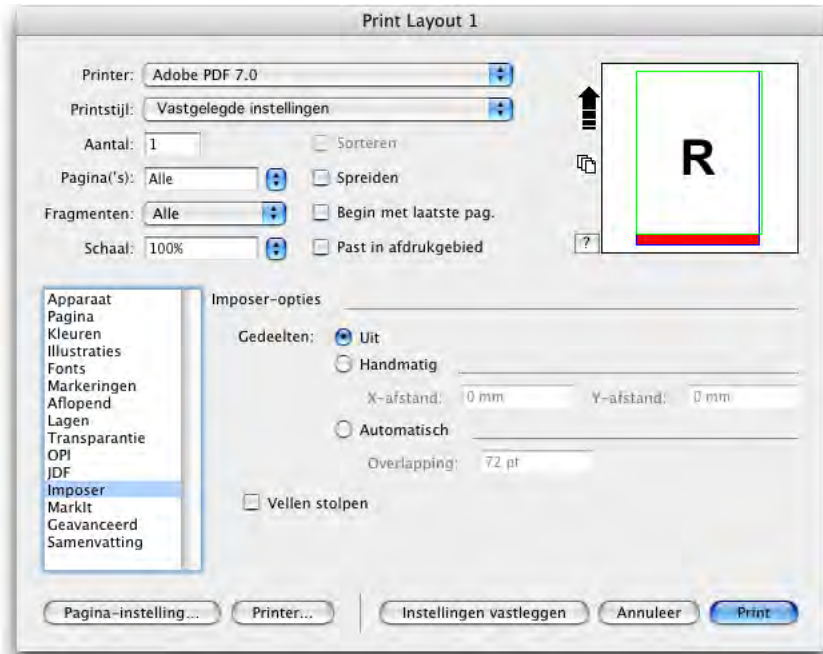 Print Layout 1
Printer: Adobe PDF 7.0
Printstijl: Vastgelegde instellingen
Aantal: 1 Sorteren
Pagina('s): Alle Spreiden
Fragmenten: Alle Begin met laatste pag.
Schaal: 100% Past in afdrukgebied
R
?
Apparaat
Pagina
Kleuren
Illustraties
Fonts
Markeringen
Aflopend
Lagen
Transparantie
OPI
JDF
Imposer
MarkIt
Geavanceerd
Samenvatting
Imposer-opties
Gedeelten: Uit
Handmatig
X-afstand: 0 mm Y-afstand: 0 mm
Automatisch
Overlapping: 72 pt
Vellen stolpen
Pagina-instelling... Printer... Instellingen vastleggen Annuleer Print